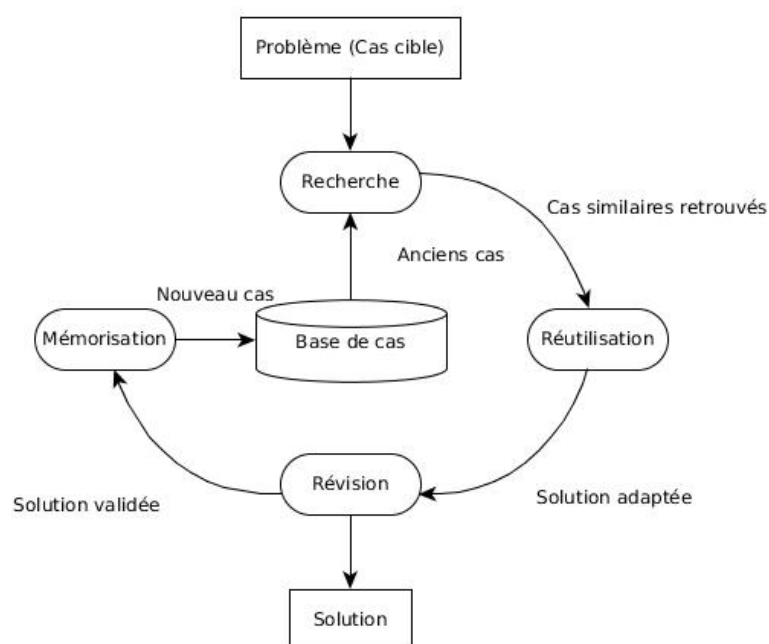 Problème (Cas cible)
Recherche
Cas similaires retrouvés
Anciens cas
Nouveau cas
Mémorisation
Base de cas
Réutilisation
Révision
Solution validée
Solution adaptée
Solution